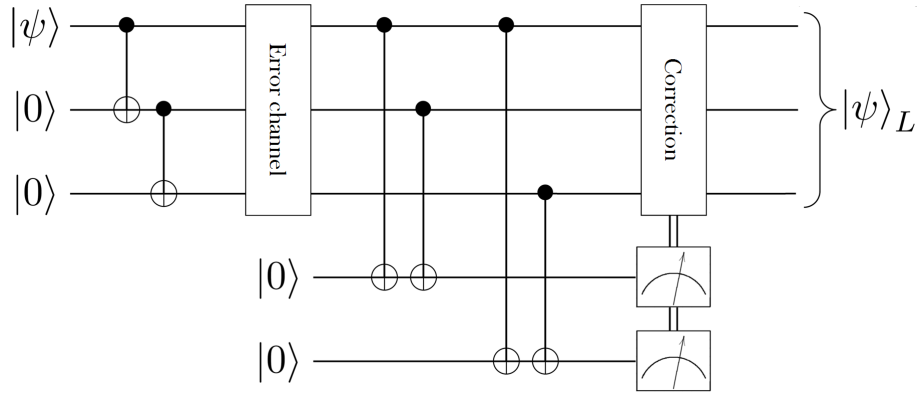 |ψ⟩
|0⟩
|0⟩
Error channel
|0⟩
|0⟩
Correction
|ψ⟩_L